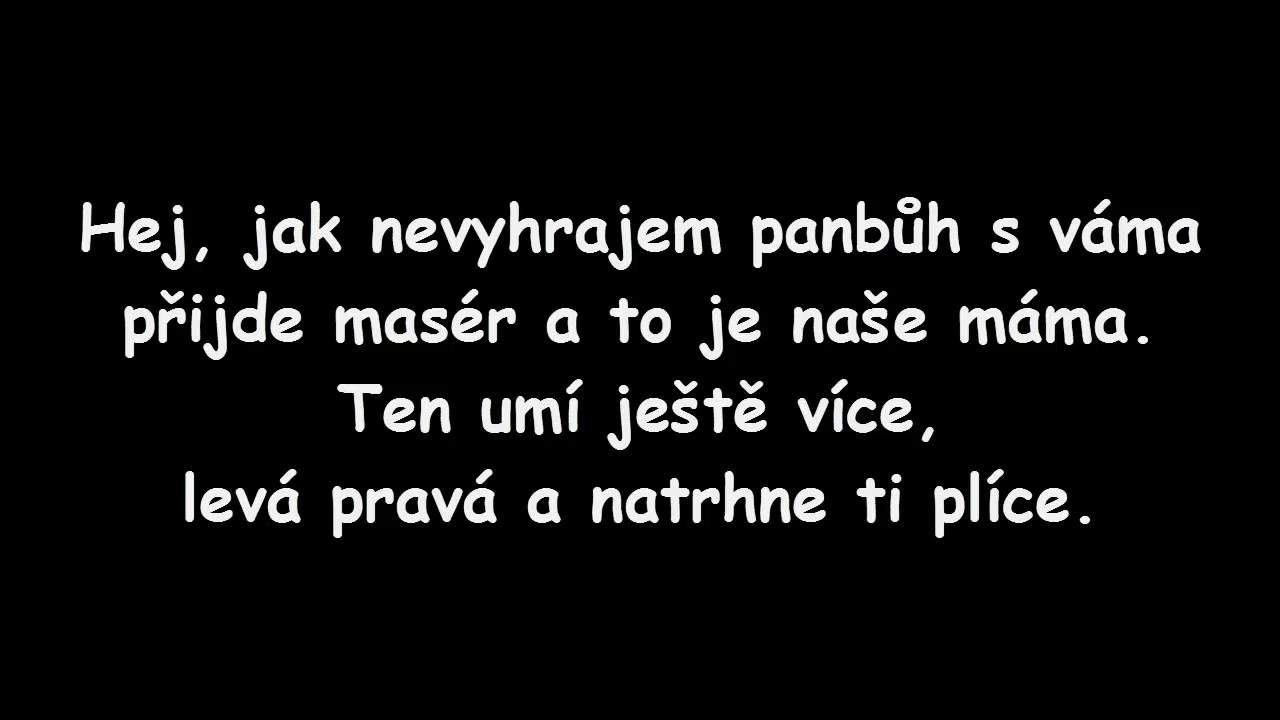 Hej, jak nevyhrajem panbůh s váma
přijde masér a to je naše máma.
Ten umí ještě více,
levá pravá a natrhne ti plíce.